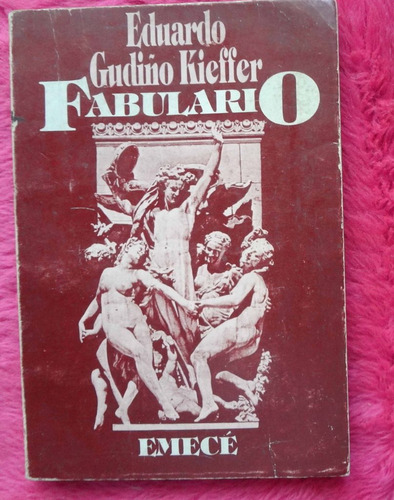 Eduardo
Gudiño Kieffer
FABULARIO
EMECÉ